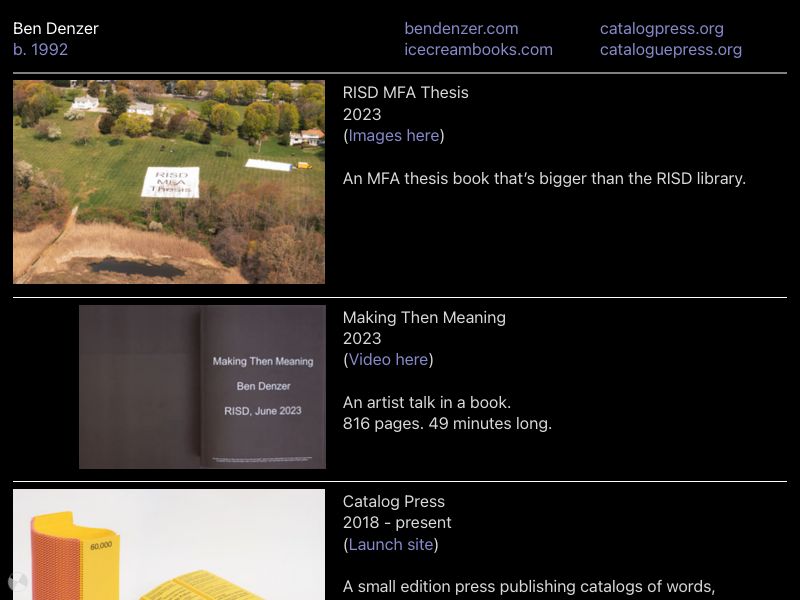 Ben Denzer
b. 1992
bendenzer.com
icecreambooks.com
catalogpress.org
cataloguepress.org
RISD
MFA
Thesis
RISD MFA Thesis
2023
(Images here)
An MFA thesis book that’s bigger than the RISD library.
Making Then Meaning
Ben Denzer
RISD, June 2023
Making Then Meaning
2023
(Video here)
An artist talk in a book.
816 pages. 49 minutes long.
60,000
Catalog Press
2018 - present
(Launch site)
A small edition press publishing catalogs of words,